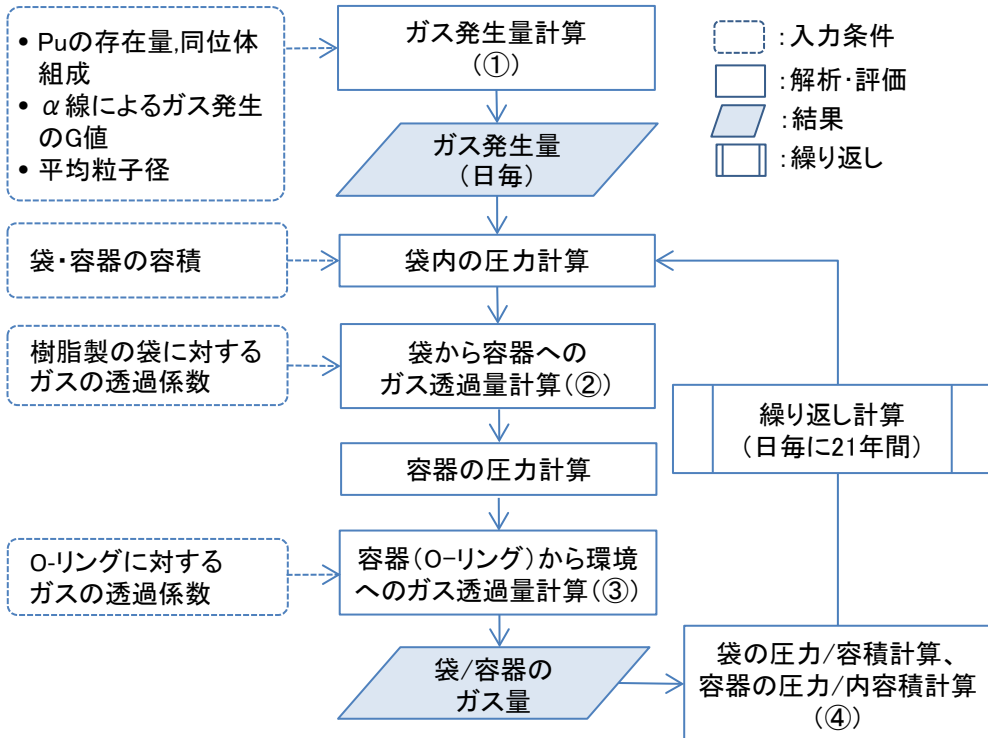 • Puの存在量,同位体
組成
• α線によるガス発生
のG値
• 平均粒子径
ガス発生量計算
(①)
：入力条件
：解析・評価
：結果
：繰り返し
ガス発生量
(日毎)
袋・容器の容積
袋内の圧力計算
樹脂製の袋に対する
ガスの透過係数
袋から容器への
ガス透過量計算(②)
繰り返し計算
(日毎に21年間)
容器の圧力計算
O-リングに対する
ガスの透過係数
容器(O-リング)から環境
へのガス透過量計算(③)
袋/容器の
ガス量
袋の圧力/容積計算、
容器の圧力/内容積計算
(④)